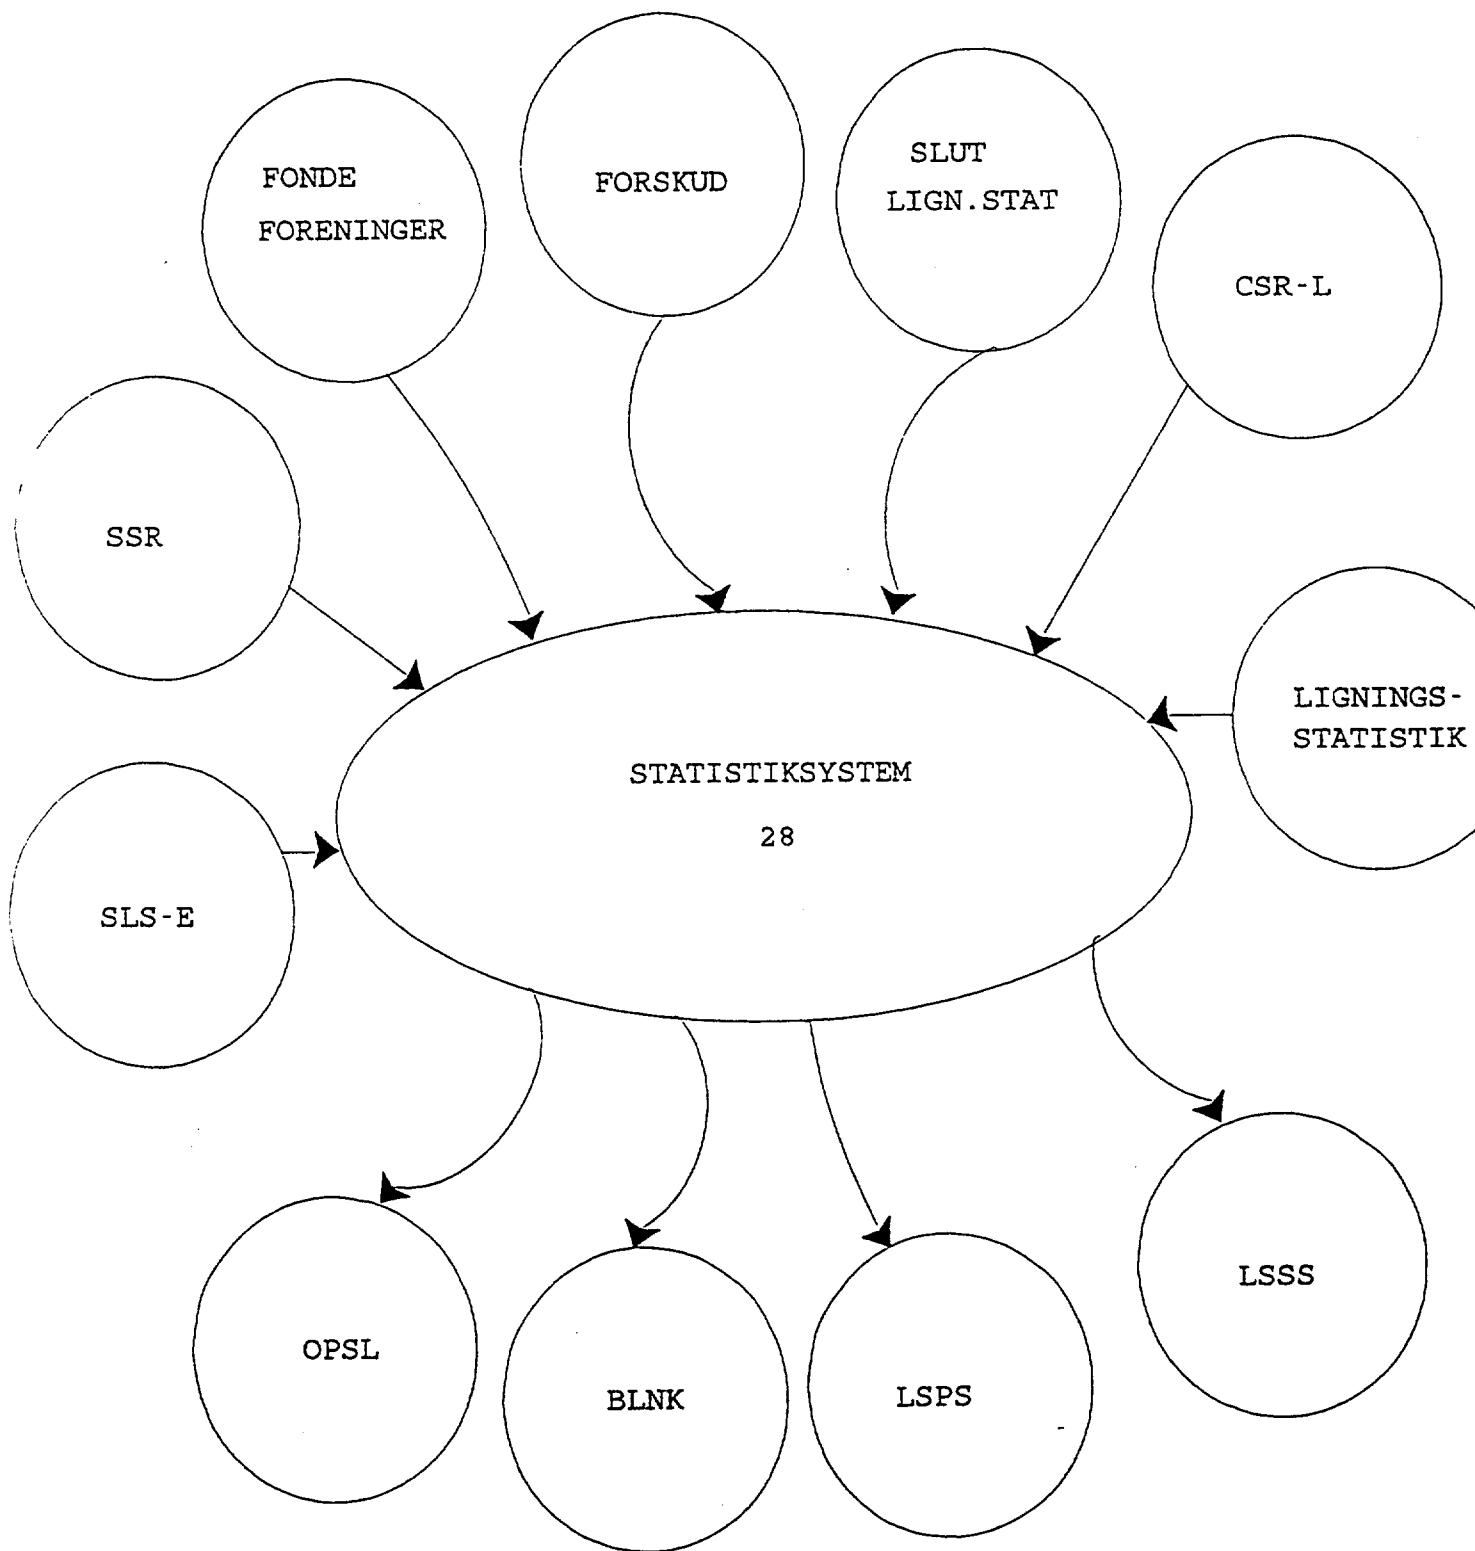 FONDE
FORENINGER
FORSKUD
SLUT
LIGN.STAT
CSR-L
SSR
LIGNINGS-
STATISTIK
STATISTIKSYSTEM
28
SLS-E
OPSL
BLNK
LSPS
LSSS